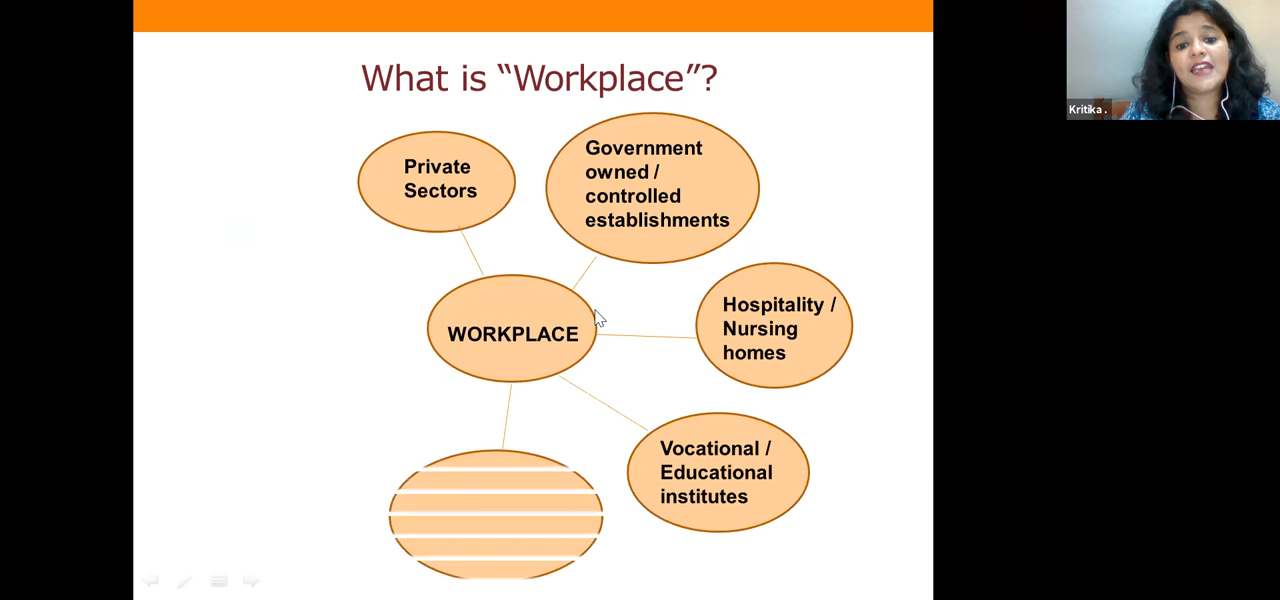 What is “Workplace”?
Private
Sectors
Government
owned /
controlled
establishments
WORKPLACE
Hospitality /
Nursing
homes
Vocational /
Educational
institutes
Kritika .